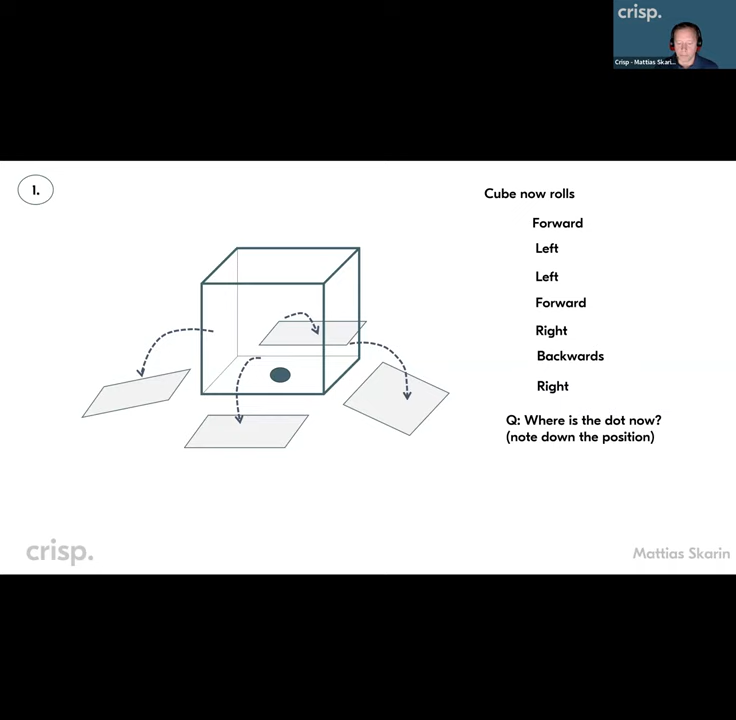 crisp.
Crisp - Mattias Skari...
1.
Cube now rolls
Forward
Left
Left
Forward
Right
Backwards
Right
Q: Where is the dot now?
(note down the position)
crisp.
Mattias Skarin